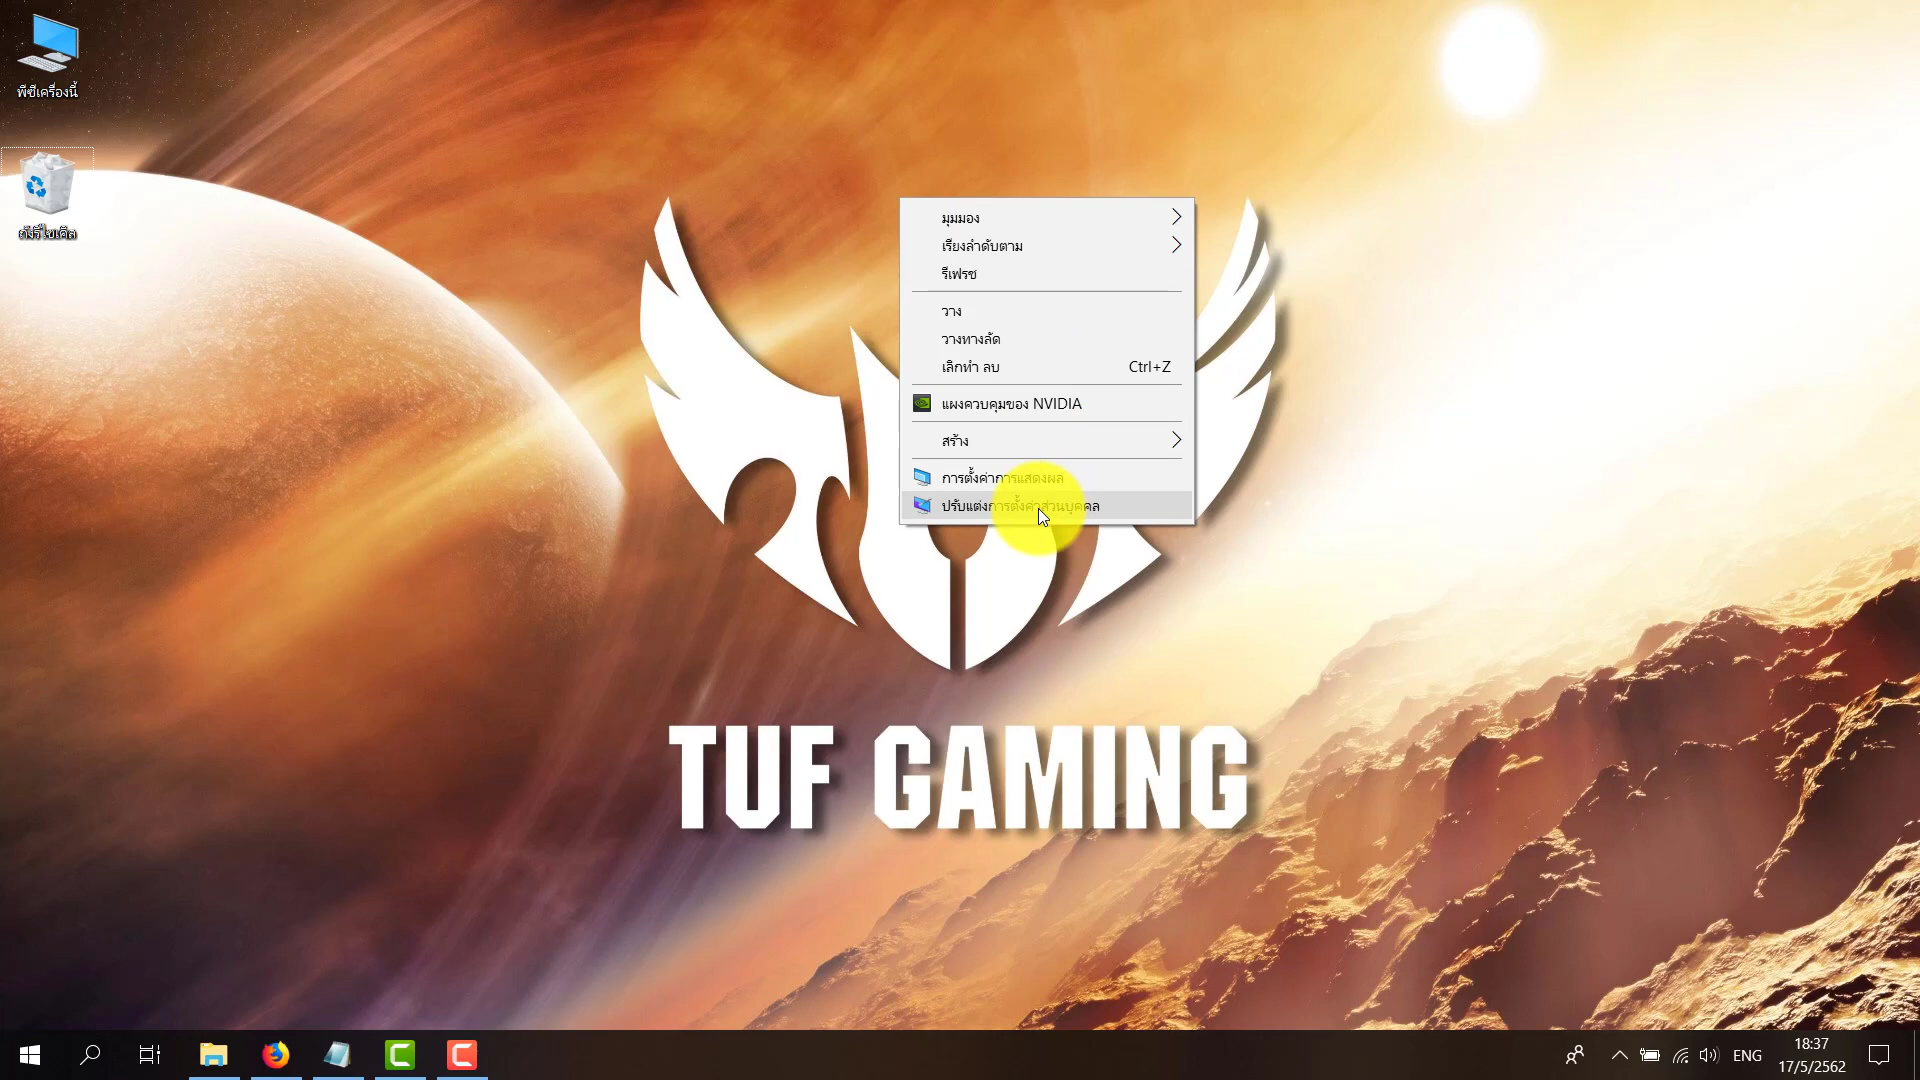 พีซีเครื่องนี้
ถังรีไซเคิล
มุมมอง
เรียงลำดับตาม
รีเฟรช
วาง
วางทางลัด
เลิกทำ ลบ Ctrl+Z
แผงควบคุมของ NVIDIA
สร้าง
การตั้งค่าการแสดงผล
ปรับแต่งการตั้งค่าส่วนบุคคล
TUF GAMING
ENG
18:37
17/5/2562